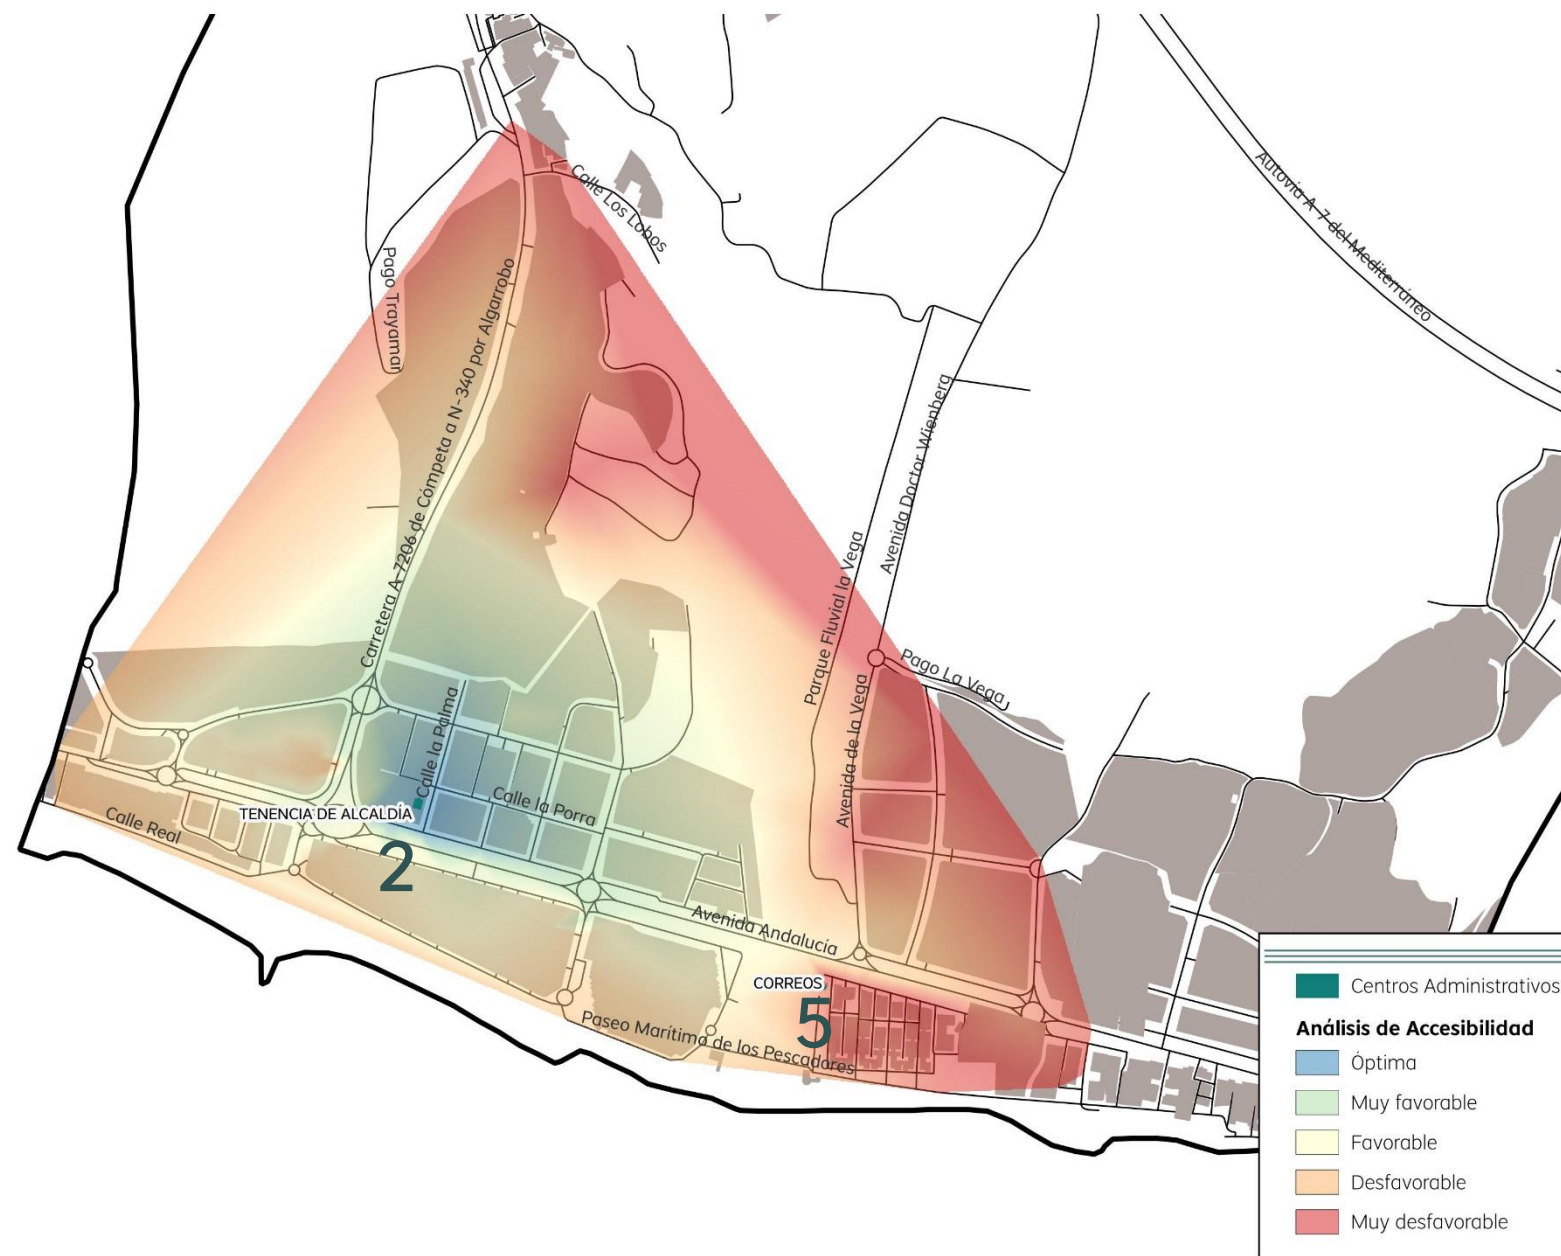 Calle Los Lobos
Autovía A-7 del Mediterráneo
Pago Trayamar
Carretera A-7206 de Cómpeta a N-340 por Algarrobo
Avenida Doctor Wienberg
Parque Fluvial la Vega
Pago La Vega
Avenida de la Vega
Calle la Palma
Calle la Porra
TENENCIA DE ALCALDÍA
2
Calle Real
Avenida Andalucía
CORREOS
5
Paseo Marítimo de los Pescadores
Centros Administrativos
Análisis de Accesibilidad
Óptima
Muy favorable
Favorable
Desfavorable
Muy desfavorable